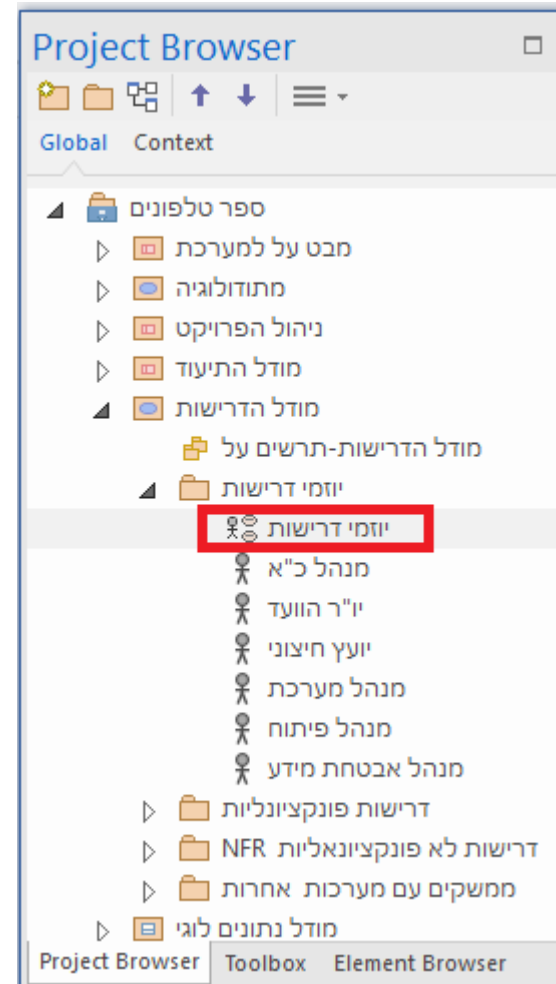 Project Browser
Global Context
ספר טלפונים
מבט על למערכת
מתודולוגיה
ניהול הפרויקט
מודל התיעוד
מודל הדרישות
מודל הדרישות-תרשים על
יוזמי דרישות
יוזמי דרישות
מנהל כ"א
יו"ר הוועד
יועץ חיצוני
מנהל מערכת
מנהל פיתוח
מנהל אבטחת מידע
דרישות פונקציונליות
דרישות לא פונקציונאליות NFR
ממשקים עם מערכות אחרות
מודל נתונים לוגי
Project Browser Toolbox Element Browser